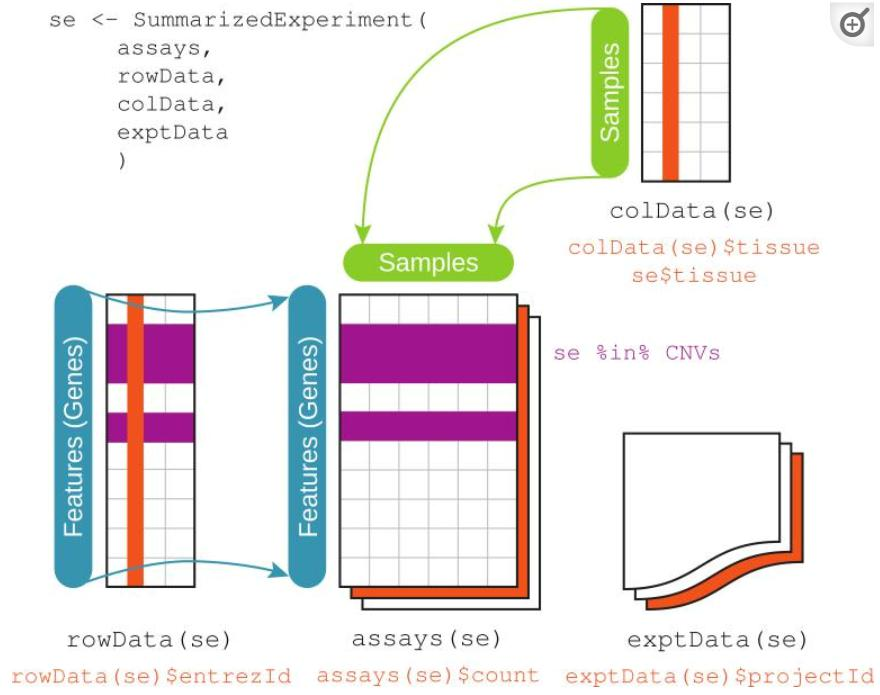 se <- SummarizedExperiment(
assays,
rowData,
colData,
exptData
)
Samples
colData(se)
colData(se)$tissue
se$tissue
Samples
Features (Genes)
Features (Genes)
se %in% CNVs
rowData(se)
assays(se)
exptData(se)
rowData(se)$entrezId
assays(se)$count
exptData(se)$projectId